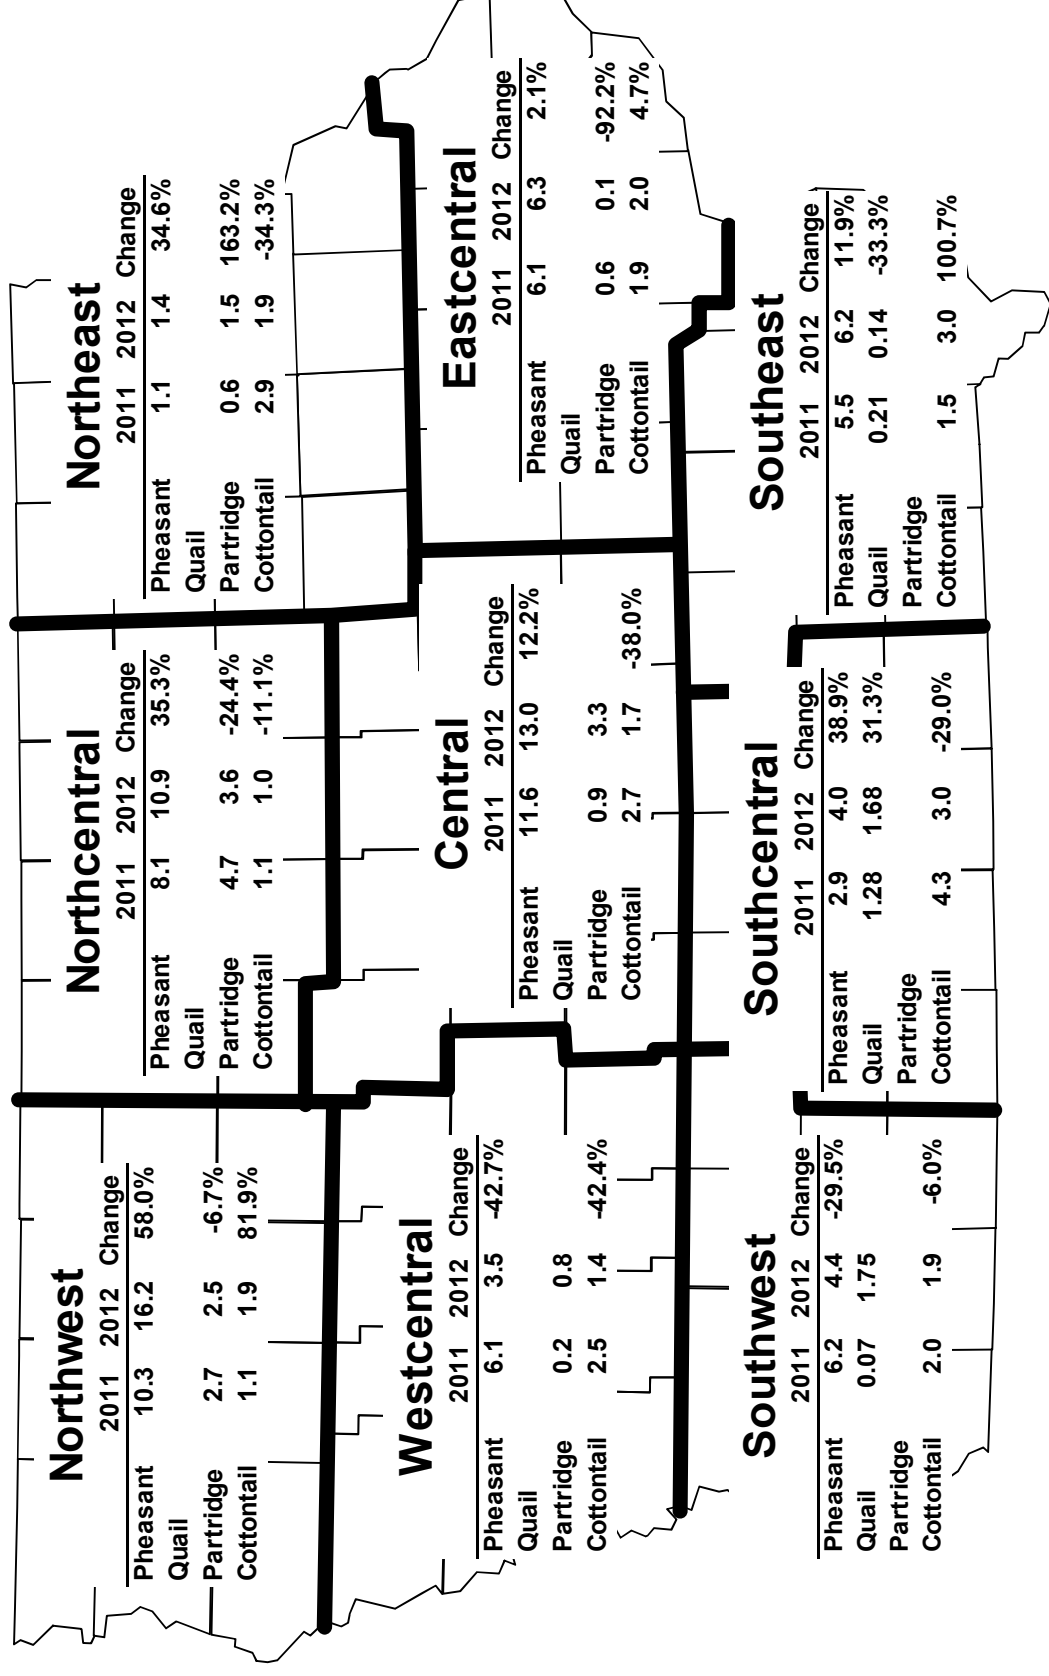 Northwest
2011 2012 Change
Pheasant 10.3 16.2 58.0%
Quail
Partridge 2.7 2.5 -6.7%
Cottontail 1.1 1.9 81.9%
Northcentral
2011 2012 Change
Pheasant 8.1 10.9 35.3%
Quail
Partridge 4.7 3.6 -24.4%
Cottontail 1.1 1.0 -11.1%
Northeast
2011 2012 Change
Pheasant 1.1 1.4 34.6%
Quail
Partridge 0.6 1.5 163.2%
Cottontail 2.9 1.9 -34.3%
Westcentral
2011 2012 Change
Pheasant 6.1 3.5 -42.7%
Quail
Partridge 0.2 0.8
Cottontail 2.5 1.4 -42.4%
Central
2011 2012 Change
Pheasant 11.6 13.0 12.2%
Quail
Partridge 0.9 3.3
Cottontail 2.7 1.7 -38.0%
Eastcentral
2011 2012 Change
Pheasant 6.1 6.3 2.1%
Quail
Partridge 0.6 0.1 -92.2%
Cottontail 1.9 2.0 4.7%
Southwest
2011 2012 Change
Pheasant 6.2 4.4 -29.5%
Quail 0.07 1.75
Partridge
Cottontail 2.0 1.9 -6.0%
Southcentral
2011 2012 Change
Pheasant 2.9 4.0 38.9%
Quail 1.28 1.68 31.3%
Partridge
Cottontail 4.3 3.0 -29.0%
Southeast
2011 2012 Change
Pheasant 5.5 6.2 11.9%
Quail 0.21 0.14 -33.3%
Partridge
Cottontail 1.5 3.0 100.7%